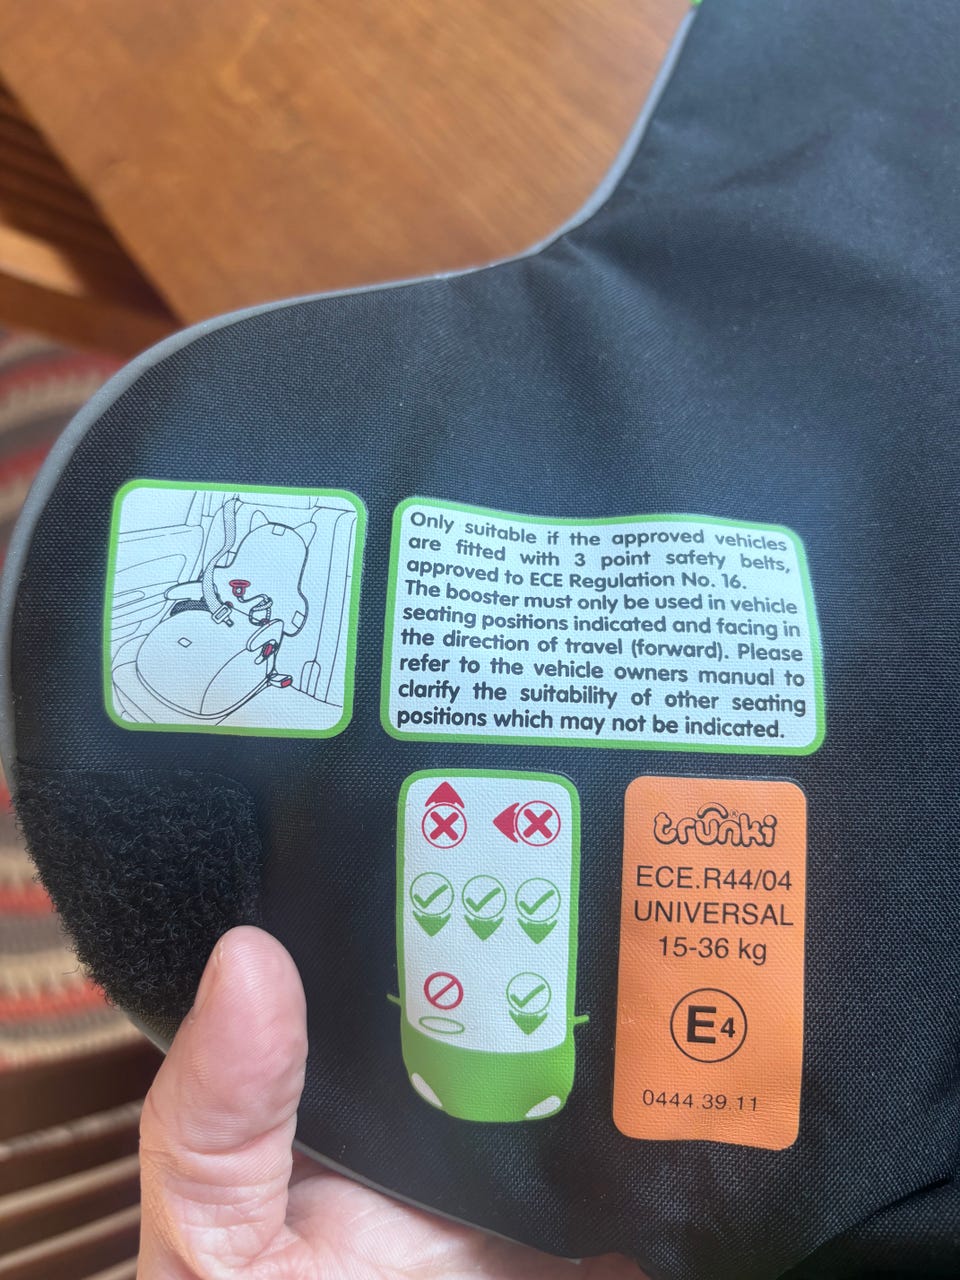 Only suitable if the approved vehicles
are fitted with 3 point safety belts,
approved to ECE Regulation No. 16.
The booster must only be used in vehicle
seating positions indicated and facing in
the direction of travel (forward). Please
refer to the vehicle owners manual to
clarify the suitability of other seating
positions which may not be indicated.
trunki®
ECE.R44/04
UNIVERSAL
15-36 kg
E4
0444.39.11